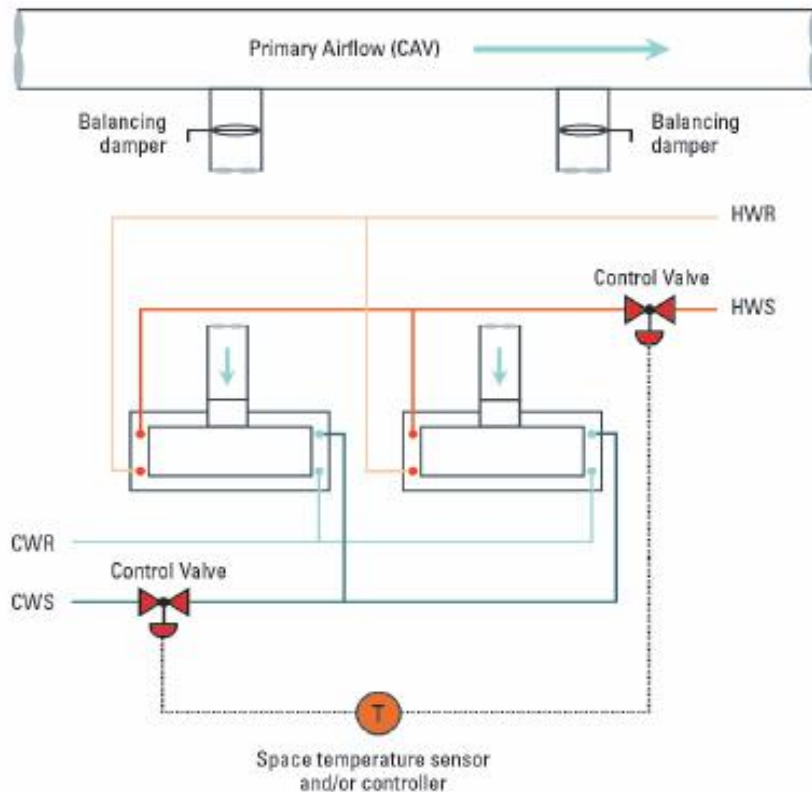 Primary Airflow (CAV)
Balancing
damper
Balancing
damper
HWR
Control Valve
HWS
CWR
Control Valve
CWS
T
Space temperature sensor
and/or controller